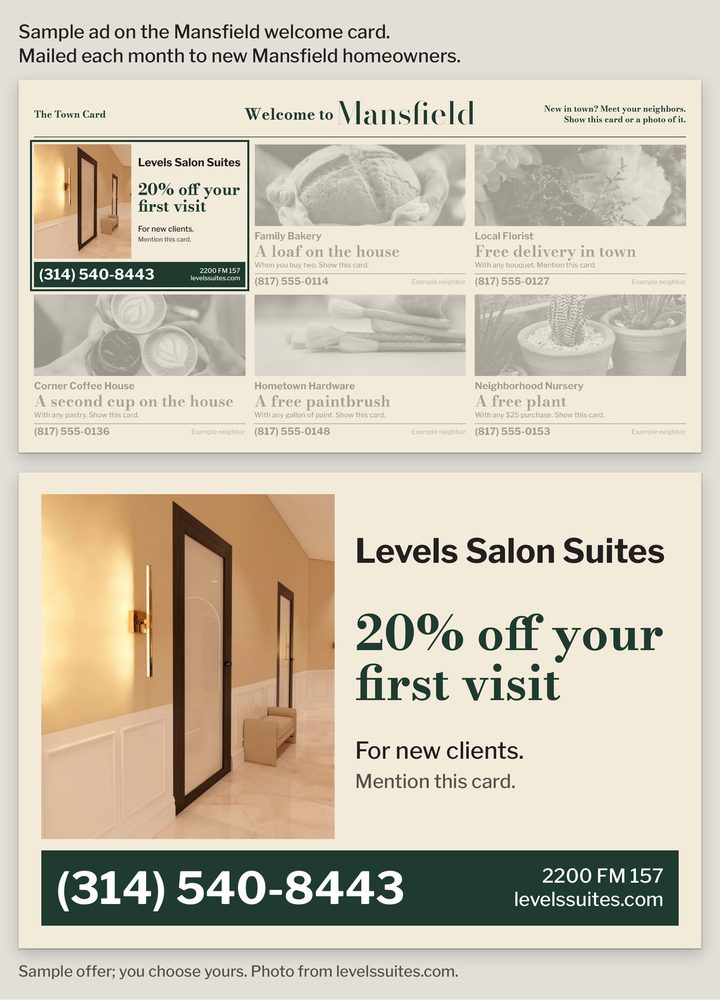 Sample ad on the Mansfield welcome card.
Mailed each month to new Mansfield homeowners.
The Town Card
Welcome to Mansfield
New in town? Meet your neighbors.
Show this card or a photo of it.
Levels Salon Suites
20% off your
first visit
For new clients.
Mention this card.
(314) 540-8443
2200 FM 157
levelssuites.com
Family Bakery
A loaf on the house
When you buy two. Show this card.
(817) 555-0114
Example neighbor
Local Florist
Free delivery in town
With any bouquet. Mention this card.
(817) 555-0127
Example neighbor
Corner Coffee House
A second cup on the house
With any pastry. Show this card.
(817) 555-0136
Example neighbor
Hometown Hardware
A free paintbrush
With any gallon of paint. Show this card.
(817) 555-0148
Example neighbor
Neighborhood Nursery
A free plant
With any $25 purchase. Show this card.
(817) 555-0153
Example neighbor
Levels Salon Suites
20% off your
first visit
For new clients.
Mention this card.
(314) 540-8443
2200 FM 157
levelssuites.com
Sample offer; you choose yours. Photo from levelssuites.com.